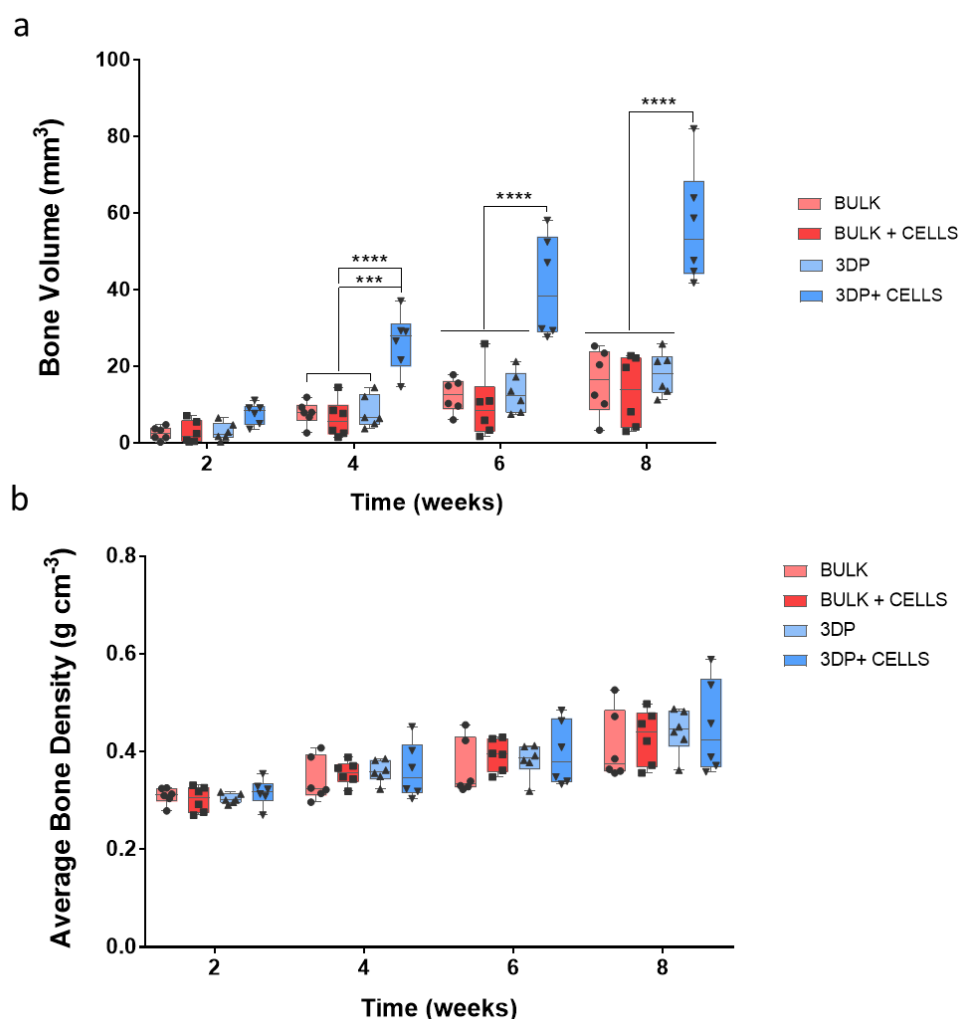 a
100
80
60
40
20
0
Bone Volume (mm³)
****
***
****
****
2 4 6 8
Time (weeks)
BULK
BULK + CELLS
3DP
3DP+ CELLS
b
0.8
0.6
0.4
0.2
0.0
Average Bone Density (g cm⁻³)
2 4 6 8
Time (weeks)
BULK
BULK + CELLS
3DP
3DP+ CELLS